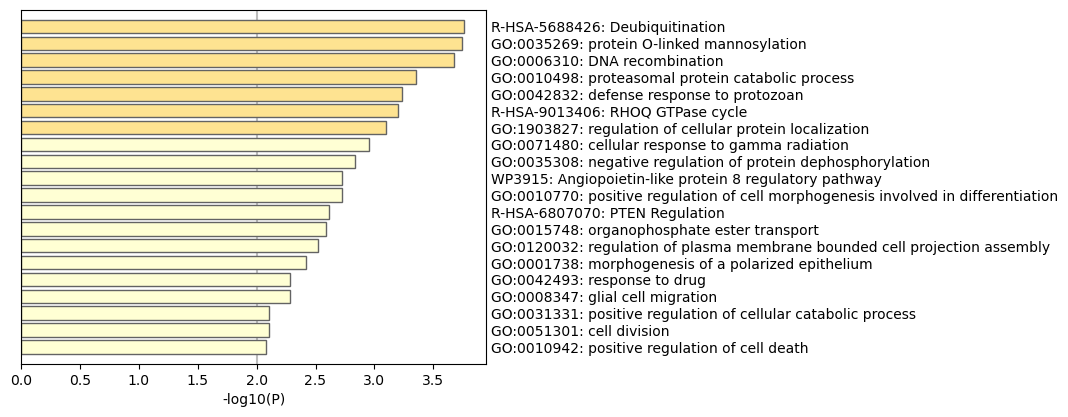 R-HSA-5688426: Deubiquitination
GO:0035269: protein O-linked mannosylation
GO:0006310: DNA recombination
GO:0010498: proteasomal protein catabolic process
GO:0042832: defense response to protozoan
R-HSA-9013406: RHOQ GTPase cycle
GO:1903827: regulation of cellular protein localization
GO:0071480: cellular response to gamma radiation
GO:0035308: negative regulation of protein dephosphorylation
WP3915: Angiopoietin-like protein 8 regulatory pathway
GO:0010770: positive regulation of cell morphogenesis involved in differentiation
R-HSA-6807070: PTEN Regulation
GO:0015748: organophosphate ester transport
GO:0120032: regulation of plasma membrane bounded cell projection assembly
GO:0001738: morphogenesis of a polarized epithelium
GO:0042493: response to drug
GO:0008347: glial cell migration
GO:0031331: positive regulation of cellular catabolic process
GO:0051301: cell division
GO:0010942: positive regulation of cell death
0.0 0.5 1.0 1.5 2.0 2.5 3.0 3.5
-log10(P)